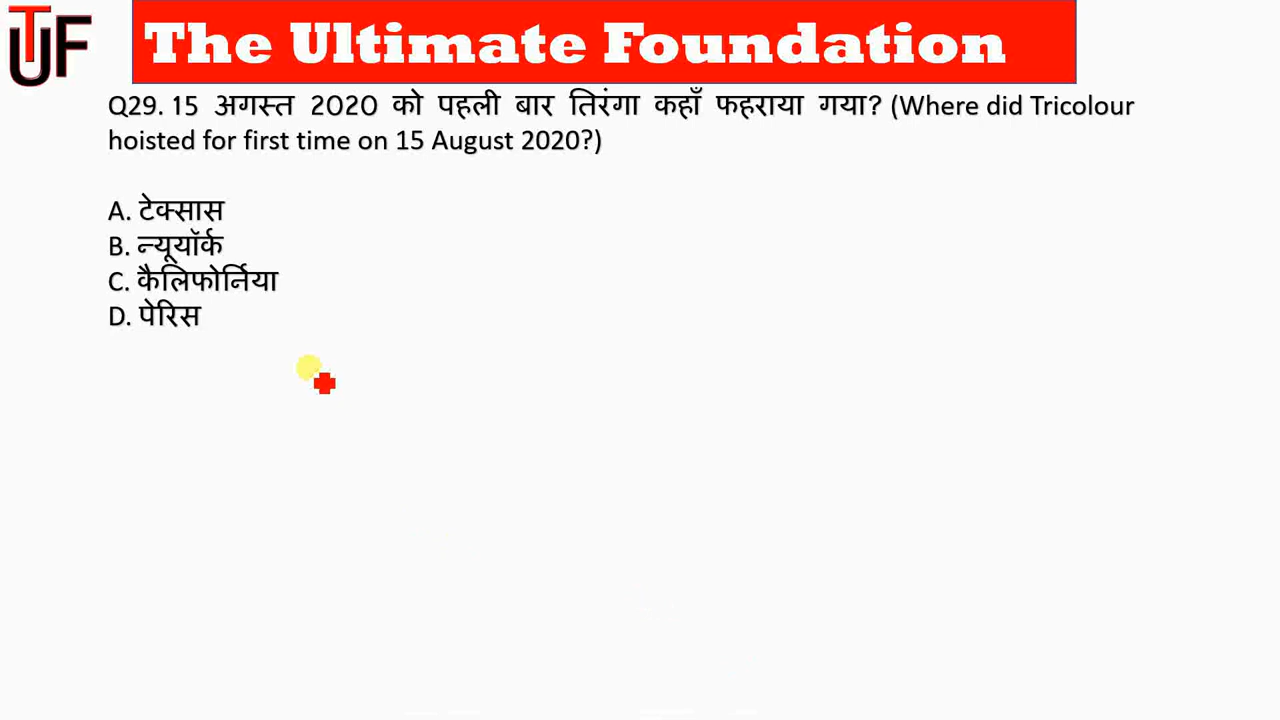 TUF
The Ultimate Foundation
Q29. 15 अगस्त 2020 को पहली बार तिरंगा कहाँ फहराया गया? (Where did Tricolour
hoisted for first time on 15 August 2020?)
A. टेक्सास
B. न्यूयॉर्क
C. कैलिफोर्निया
D. पेरिस